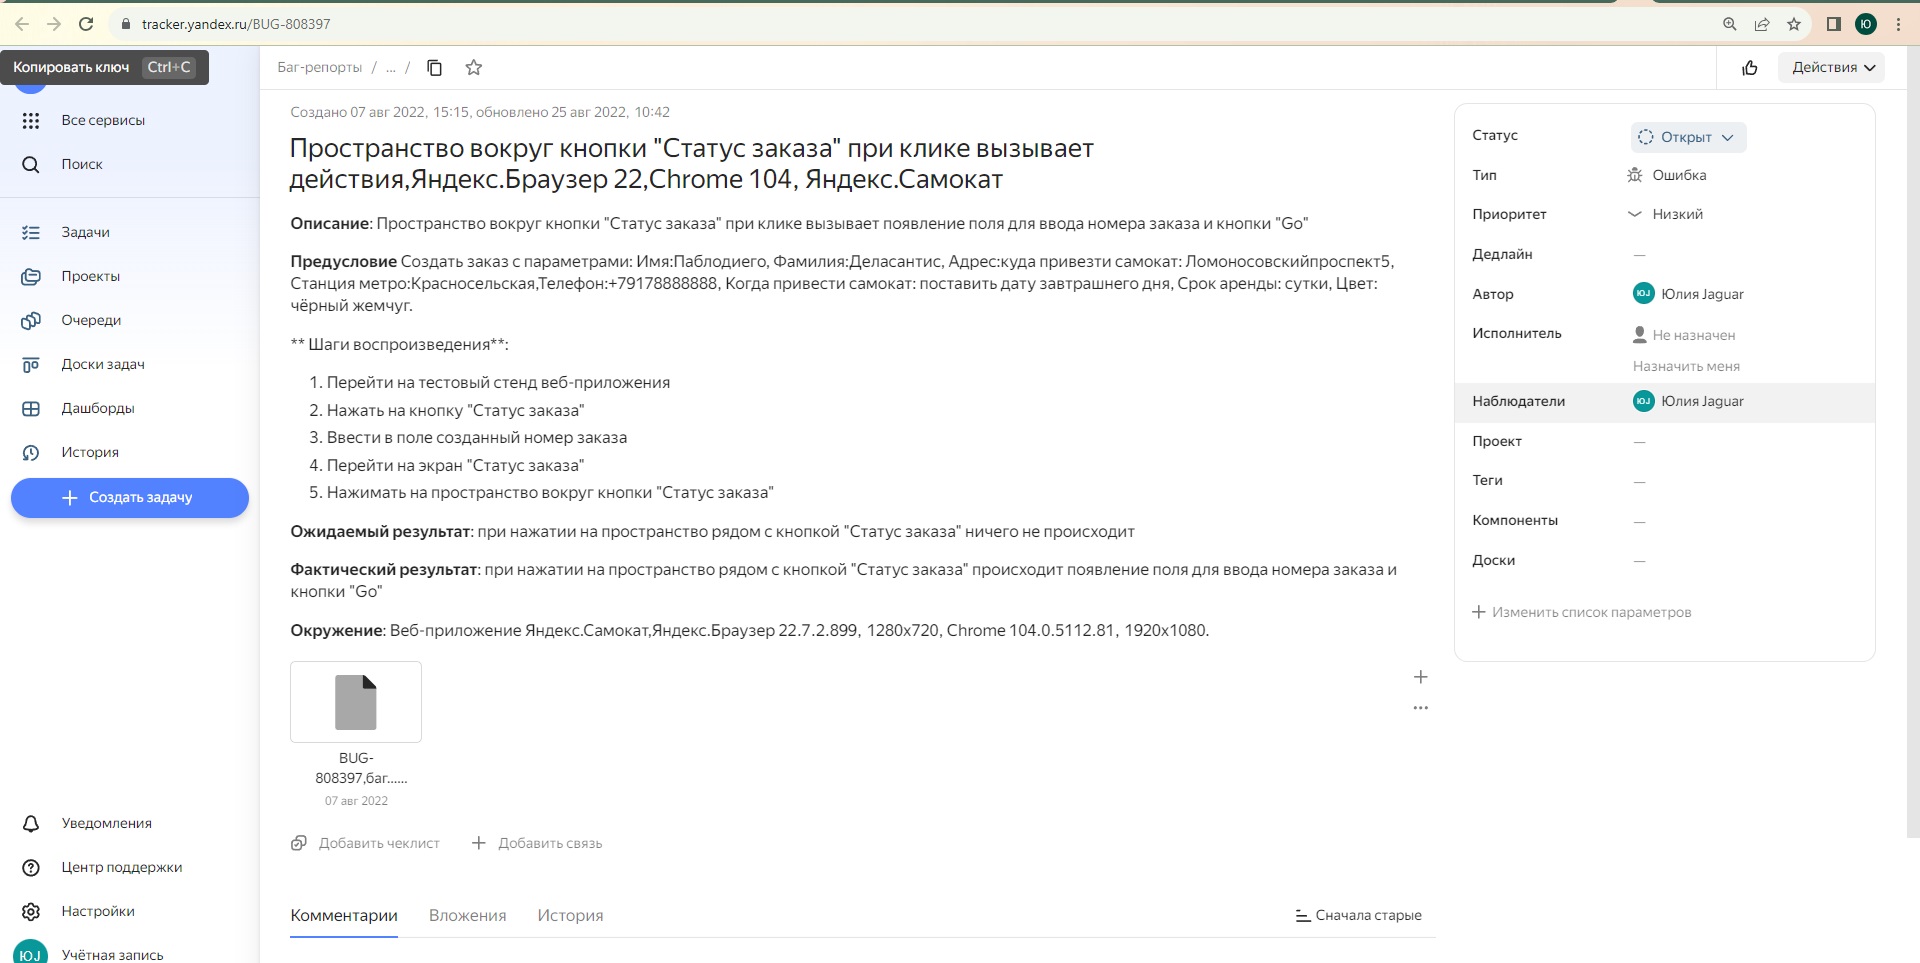 tracker.yandex.ru/BUG-808397
Ю
Копировать ключ Ctrl+C
Баг-репорты / ... /
Действия
Все сервисы
Поиск
Задачи
Проекты
Очереди
Доски задач
Дашборды
История
Создать задачу
Уведомления
Центр поддержки
Настройки
ЮJ Учётная запись
Создано 07 авг 2022, 15:15, обновлено 25 авг 2022, 10:42
Пространство вокруг кнопки "Статус заказа" при клике вызывает
действия,Яндекс.Браузер 22,Chrome 104, Яндекс.Самокат
Описание: Пространство вокруг кнопки "Статус заказа" при клике вызывает появление поля для ввода номера заказа и кнопки "Go"
Предусловие Создать заказ с параметрами: Имя:Паблодиего, Фамилия:Деласантис, Адрес:куда привезти самокат: Ломоносовскийпроспект5,
Станция метро:Красносельская,Телефон:+79178888888, Когда привести самокат: поставить дату завтрашнего дня, Срок аренды: сутки, Цвет:
чёрный жемчуг.
** Шаги воспроизведения**:
1. Перейти на тестовый стенд веб-приложения
2. Нажать на кнопку "Статус заказа"
3. Ввести в поле созданный номер заказа
4. Перейти на экран "Статус заказа"
5. Нажимать на пространство вокруг кнопки "Статус заказа"
Ожидаемый результат: при нажатии на пространство рядом с кнопкой "Статус заказа" ничего не происходит
Фактический результат: при нажатии на пространство рядом с кнопкой "Статус заказа" происходит появление поля для ввода номера заказа и
кнопки "Go"
Окружение: Веб-приложение Яндекс.Самокат,Яндекс.Браузер 22.7.2.899, 1280x720, Chrome 104.0.5112.81, 1920x1080.
BUG-
808397,баг......
07 авг 2022
Добавить чеклист
Добавить связь
Комментарии
Вложения
История
Сначала старые
Статус Открыт
Тип Ошибка
Приоритет Низкий
Дедлайн —
Автор ЮJ Юлия Jaguar
Исполнитель Не назначен
Назначить меня
Наблюдатели ЮJ Юлия Jaguar
Проект —
Теги —
Компоненты —
Доски —
Изменить список параметров